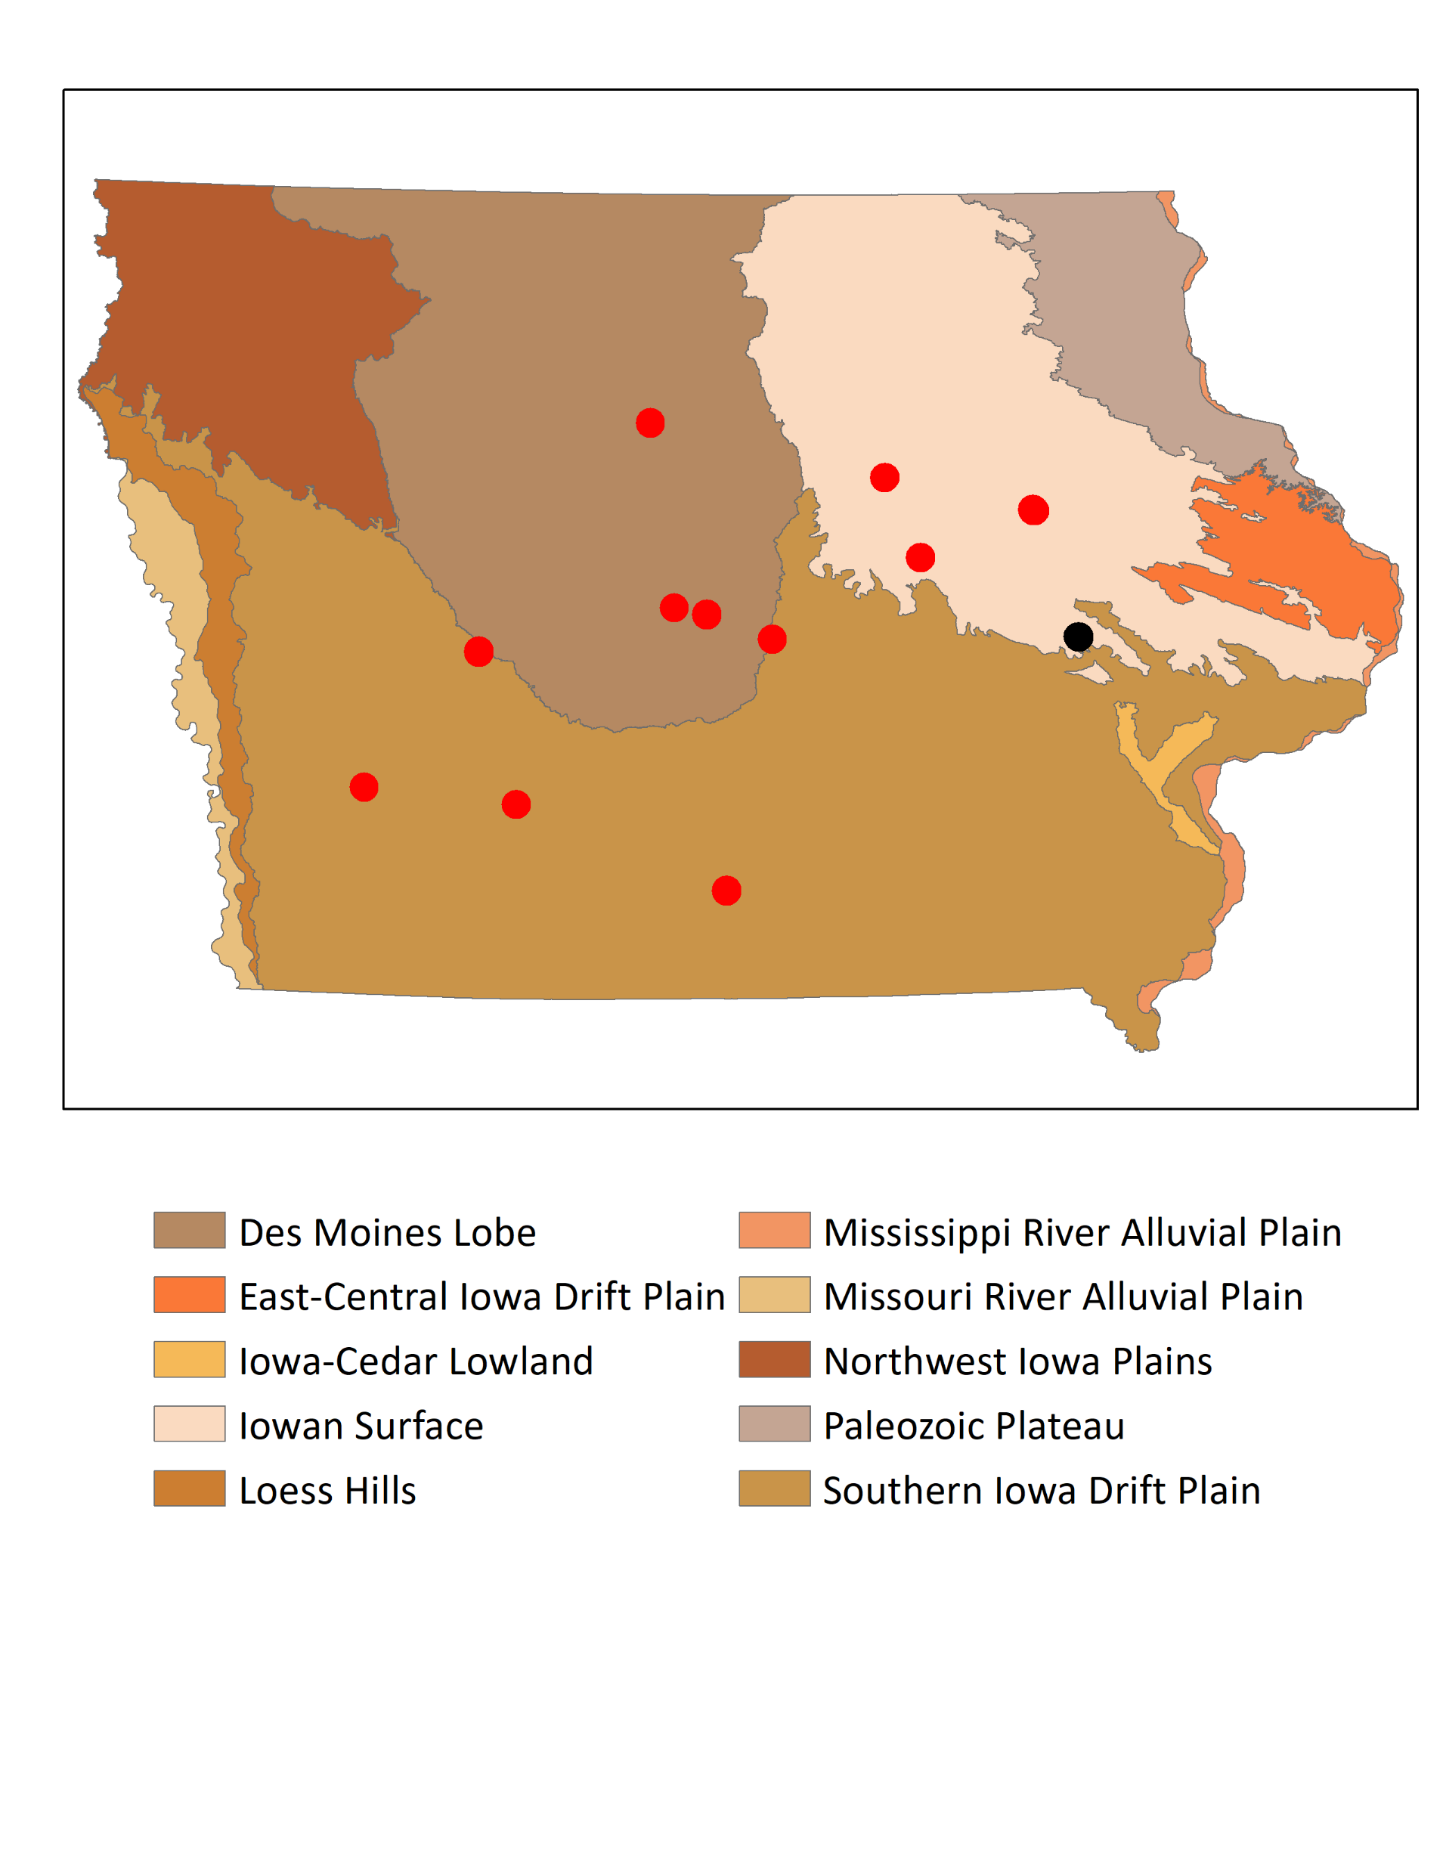 Des Moines Lobe
East-Central Iowa Drift Plain
Iowa-Cedar Lowland
Iowan Surface
Loess Hills
Mississippi River Alluvial Plain
Missouri River Alluvial Plain
Northwest Iowa Plains
Paleozoic Plateau
Southern Iowa Drift Plain